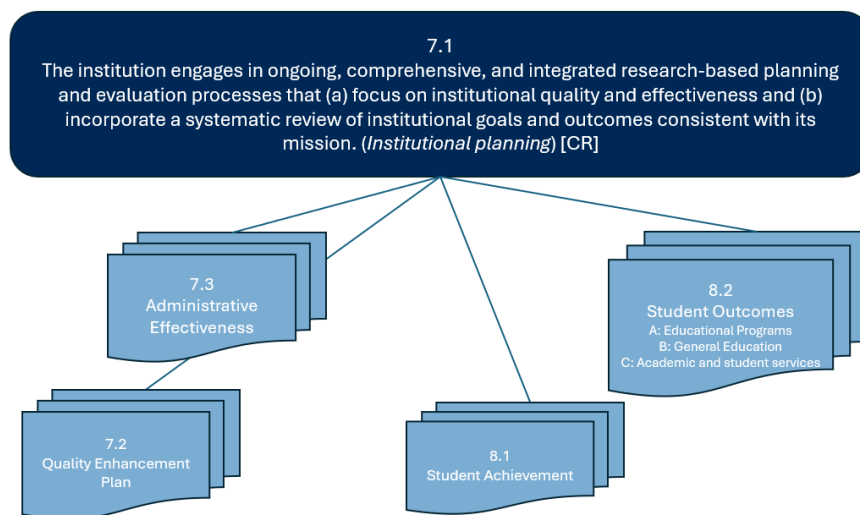 7.1
The institution engages in ongoing, comprehensive, and integrated research-based planning
and evaluation processes that (a) focus on institutional quality and effectiveness and (b)
incorporate a systematic review of institutional goals and outcomes consistent with its
mission. (Institutional planning) [CR]
7.3
Administrative
Effectiveness
8.2
Student Outcomes
A: Educational Programs
B: General Education
C: Academic and student services
7.2
Quality Enhancement
Plan
8.1
Student Achievement